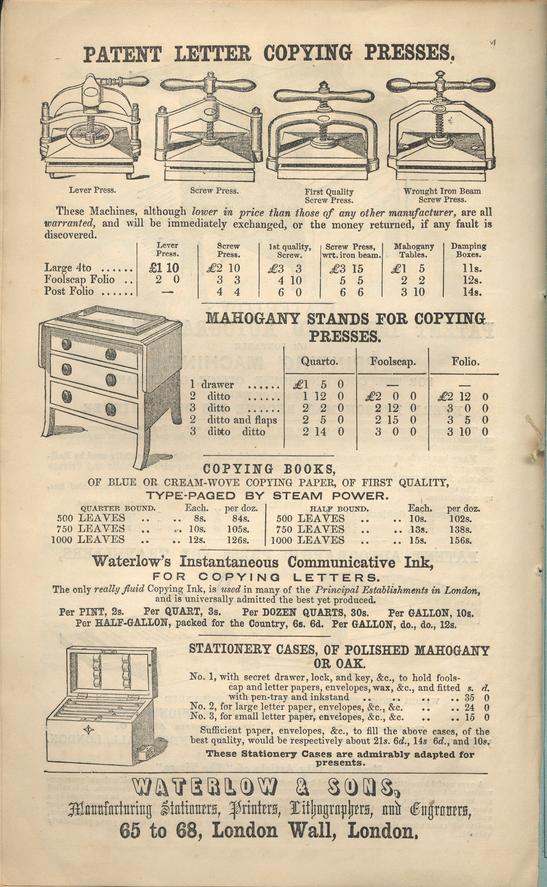 PATENT LETTER COPYING PRESSES.
Lever Press.
Screw Press.
First Quality
Screw Press.
Wrought Iron Beam
Screw Press.
These Machines, although lower in price than those of any other manufacturer, are all
warranted, and will be immediately exchanged, or the money returned, if any fault is
discovered.
Lever Press. Screw Press. 1st quality, Screw. Screw Press, wrt. iron beam. Mahogany Tables. Damping Boxes.
Large 4to ...... £1 10 £2 10 £3 3 £3 15 £1 5 11s.
Foolscap Folio .. 2 0 3 3 4 10 5 5 2 2 12s.
Post Folio ...... — 4 4 6 0 6 6 3 10 14s.
MAHOGANY STANDS FOR COPYING
PRESSES.
Quarto. Foolscap. Folio.
1 drawer ...... £1 5 0 — —
2 ditto ...... 1 12 0 £2 0 0 £2 12 0
3 ditto ...... 2 2 0 2 12 0 3 0 0
2 ditto and flaps 2 5 0 2 15 0 3 5 0
3 ditto ditto 2 14 0 3 0 0 3 10 0
COPYING BOOKS,
OF BLUE OR CREAM-WOVE COPYING PAPER, OF FIRST QUALITY,
TYPE-PAGED BY STEAM POWER.
QUARTER BOUND. Each. per doz. HALF BOUND. Each. per doz.
500 LEAVES .. .. 8s. 84s. 500 LEAVES .. .. 10s. 102s.
750 LEAVES .. .. 10s. 105s. 750 LEAVES .. .. 13s. 138s.
1000 LEAVES .. .. 12s. 126s. 1000 LEAVES .. .. 15s. 156s.
Waterlow's Instantaneous Communicative Ink,
FOR COPYING LETTERS.
The only really fluid Copying Ink, is used in many of the Principal Establishments in London,
and is universally admitted the best yet produced.
Per PINT, 2s. Per QUART, 3s. Per DOZEN QUARTS, 30s. Per GALLON, 10s.
Per HALF-GALLON, packed for the Country, 6s. 6d. Per GALLON, do., do., 12s.
STATIONERY CASES, OF POLISHED MAHOGANY
OR OAK.
No. 1, with secret drawer, lock, and key, &c., to hold fools-
cap and letter papers, envelopes, wax, &c., and fitted s. d.
with pen-tray and inkstand .. .. .. .. 35 0
No. 2, for large letter paper, envelopes, &c., &c. .. .. 24 0
No. 3, for small letter paper, envelopes, &c., &c. .. .. 15 0
Sufficient paper, envelopes, &c., to fill the above cases, of the
best quality, would be respectively about 21s. 6d., 14s 6d., and 10s.
These Stationery Cases are admirably adapted for
presents.
WATERLOW & SONS,
Manufacturing Stationers, Printers, Lithographers, and Engravers,
65 to 68, London Wall, London.